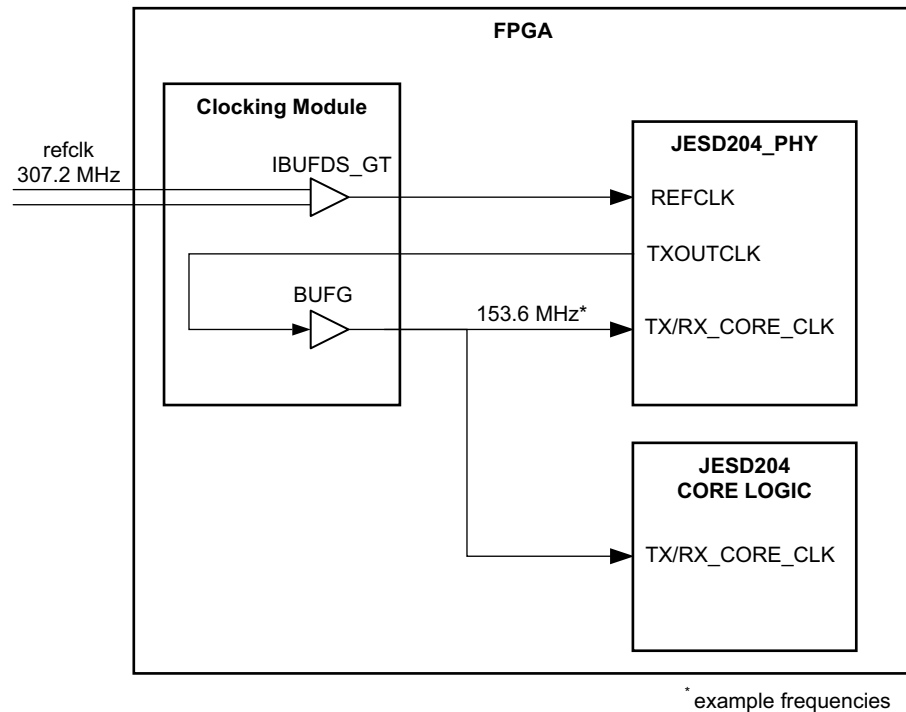 FPGA
Clocking Module
refclk
307.2 MHz
IBUFDS_GT
JESD204_PHY
REFCLK
TXOUTCLK
BUFG
153.6 MHz*
TX/RX_CORE_CLK
JESD204
CORE LOGIC
TX/RX_CORE_CLK
* example frequencies